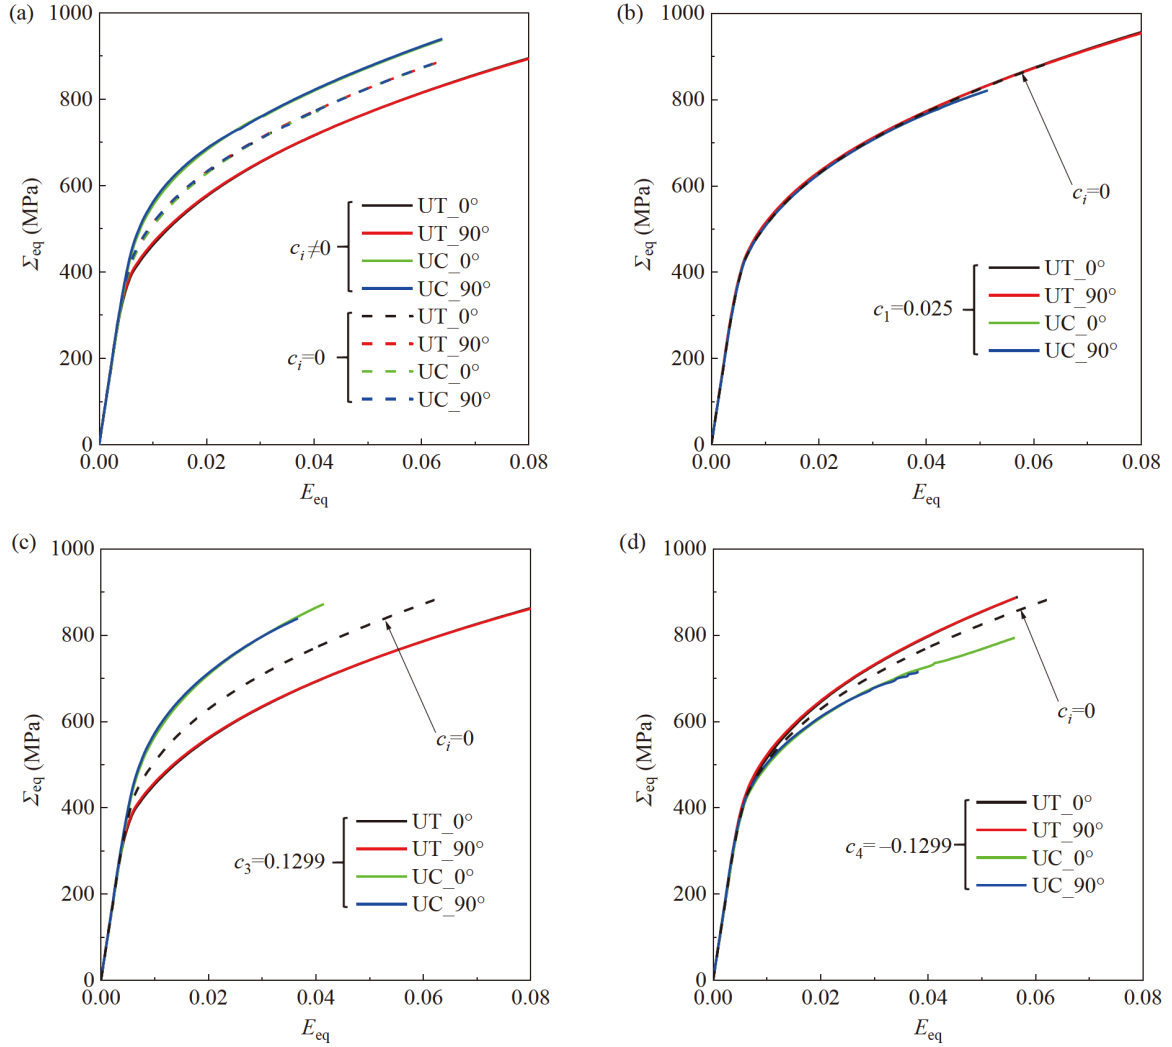 (a)
1000
800
600
400
200
0
Σeq (MPa)
0.00
0.02
0.04
0.06
0.08
Eeq
ci≠0
UT_0°
UT_90°
UC_0°
UC_90°
ci=0
UT_0°
UT_90°
UC_0°
UC_90°
(b)
1000
800
600
400
200
0
Σeq (MPa)
0.00
0.02
0.04
0.06
0.08
Eeq
ci=0
c1=0.025
UT_0°
UT_90°
UC_0°
UC_90°
(c)
1000
800
600
400
200
0
Σeq (MPa)
0.00
0.02
0.04
0.06
0.08
Eeq
ci=0
c3=0.1299
UT_0°
UT_90°
UC_0°
UC_90°
(d)
1000
800
600
400
200
0
Σeq (MPa)
0.00
0.02
0.04
0.06
0.08
Eeq
ci=0
c4=–0.1299
UT_0°
UT_90°
UC_0°
UC_90°